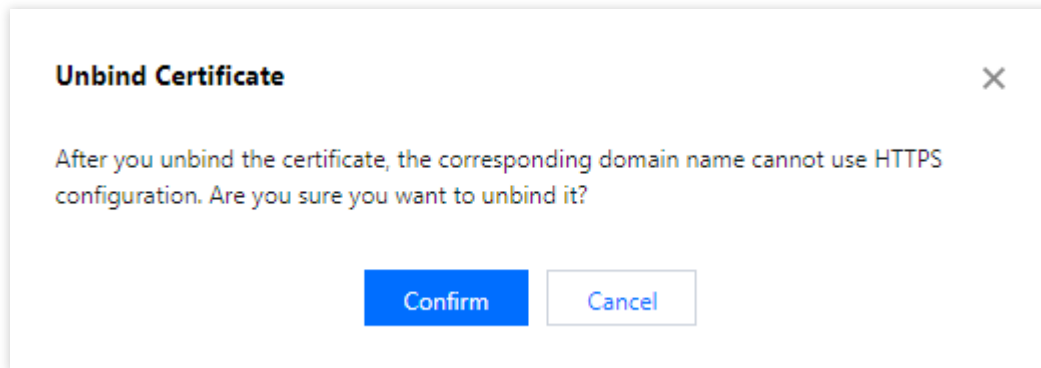 Unbind Certificate
After you unbind the certificate, the corresponding domain name cannot use HTTPS
configuration. Are you sure you want to unbind it?
Confirm
Cancel